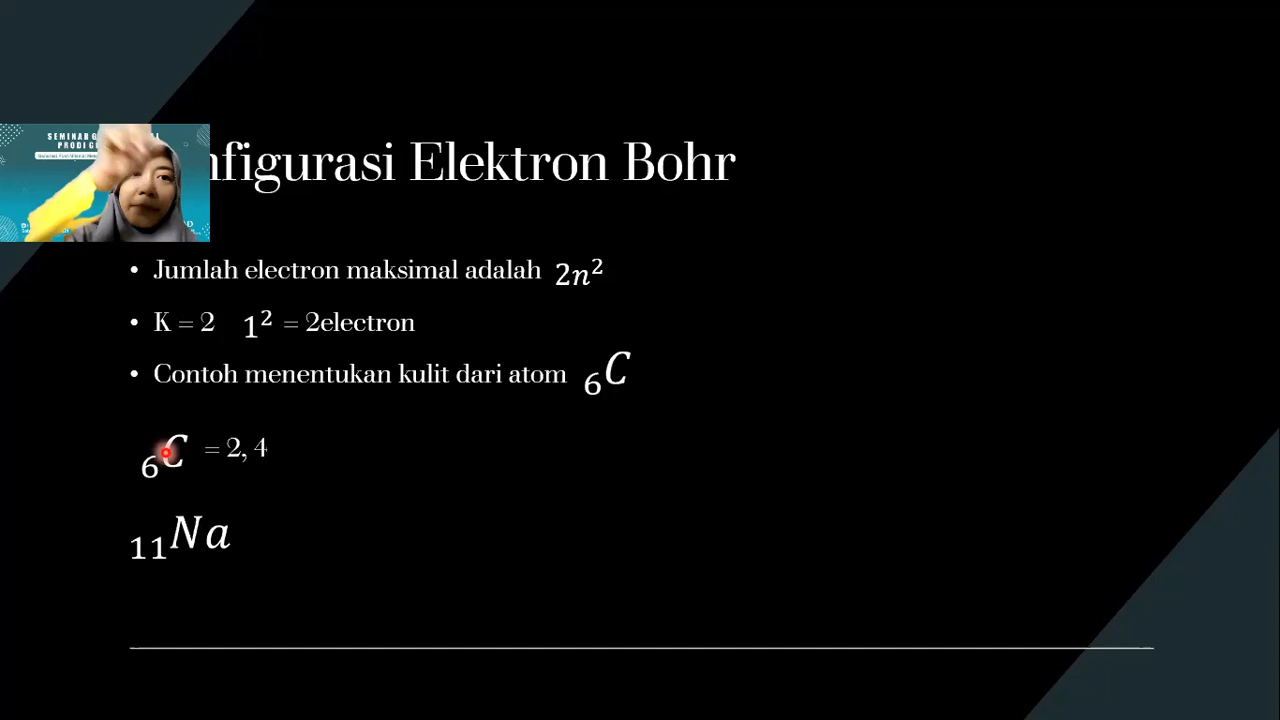 nfigurasi Elektron Bohr
• Jumlah electron maksimal adalah 2n²
• K = 2 1² = 2electron
• Contoh menentukan kulit dari atom ₆C
₆C = 2, 4
₁₁Na